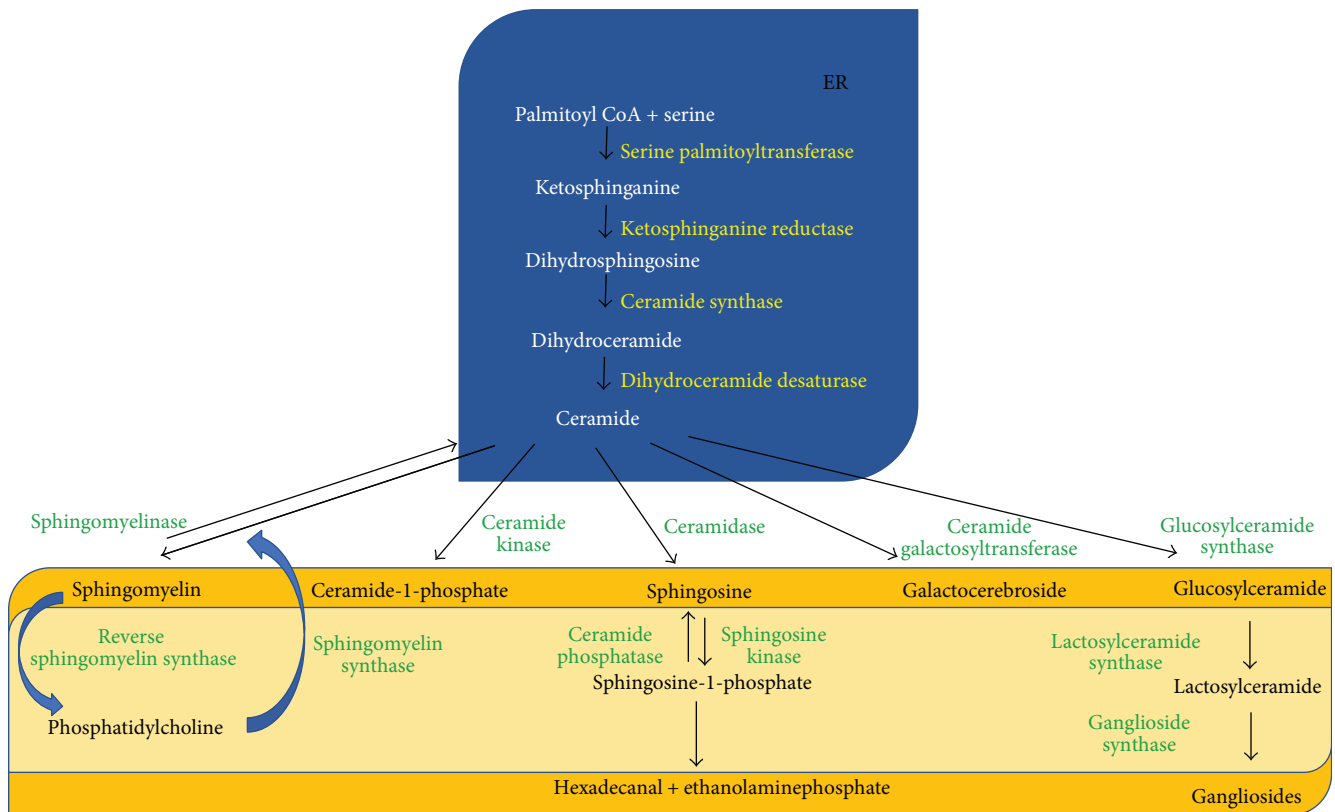 ER
Palmitoyl CoA + serine
Serine palmitoyltransferase
Ketosphinganine
Ketosphinganine reductase
Dihydrosphingosine
Ceramide synthase
Dihydroceramide
Dihydroceramide desaturase
Ceramide
Sphingomyelinase
Ceramide
kinase
Ceramidase
Ceramide
galactosyltransferase
Glucosylceramide
synthase
Sphingomyelin
Ceramide-1-phosphate
Sphingosine
Galactocerebroside
Glucosylceramide
Reverse
sphingomyelin synthase
Sphingomyelin
synthase
Ceramide
phosphatase
Sphingosine
kinase
Lactosylceramide
synthase
Sphingosine-1-phosphate
Lactosylceramide
Phosphatidylcholine
Ganglioside
synthase
Hexadecanal + ethanolaminephosphate
Gangliosides